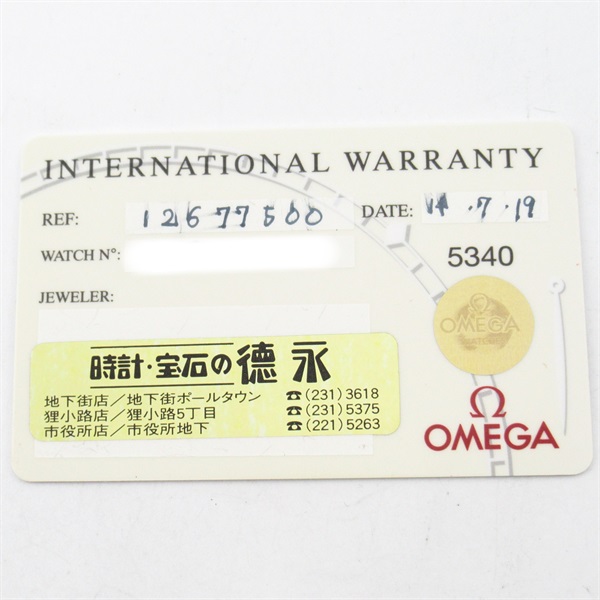 INTERNATIONAL WARRANTY
REF: 12677500 DATE: 14.7.19
WATCH N°:
5340
JEWELER:
OMEGA
時計・宝石の徳永
地下街店／地下街ポールタウン ☎(231)3618
狸小路店／狸小路5丁目 ☎(231)5375
市役所店／市役所地下 ☎(221)5263
Ω
OMEGA